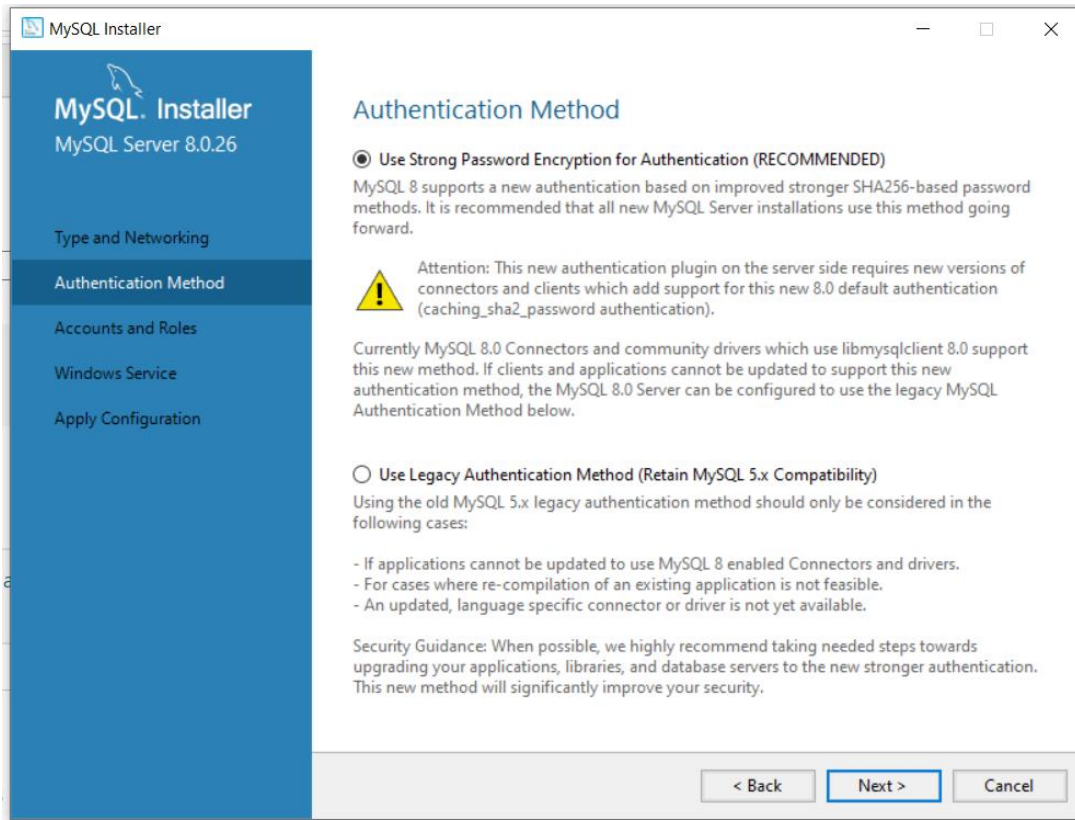 MySQL Installer
MySQL. Installer
MySQL Server 8.0.26
Type and Networking
Authentication Method
Accounts and Roles
Windows Service
Apply Configuration
Authentication Method
Use Strong Password Encryption for Authentication (RECOMMENDED)
MySQL 8 supports a new authentication based on improved stronger SHA256-based password
methods. It is recommended that all new MySQL Server installations use this method going
forward.
Attention: This new authentication plugin on the server side requires new versions of
connectors and clients which add support for this new 8.0 default authentication
(caching_sha2_password authentication).
Currently MySQL 8.0 Connectors and community drivers which use libmysqlclient 8.0 support
this new method. If clients and applications cannot be updated to support this new
authentication method, the MySQL 8.0 Server can be configured to use the legacy MySQL
Authentication Method below.
Use Legacy Authentication Method (Retain MySQL 5.x Compatibility)
Using the old MySQL 5.x legacy authentication method should only be considered in the
following cases:
- If applications cannot be updated to use MySQL 8 enabled Connectors and drivers.
- For cases where re-compilation of an existing application is not feasible.
- An updated, language specific connector or driver is not yet available.
Security Guidance: When possible, we highly recommend taking needed steps towards
upgrading your applications, libraries, and database servers to the new stronger authentication.
This new method will significantly improve your security.
< Back
Next >
Cancel